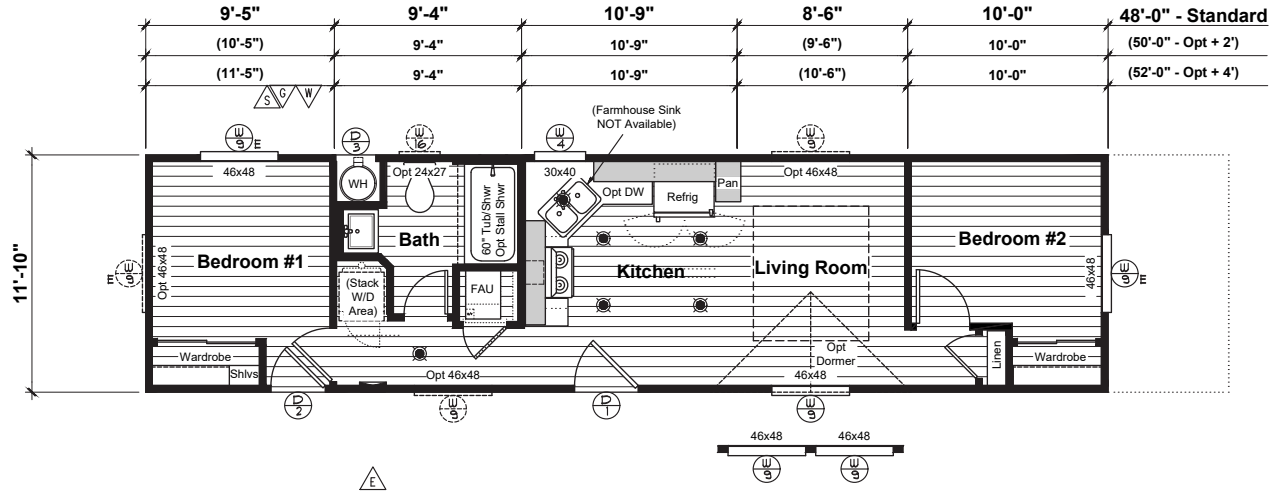 9'-5" 9'-4" 10'-9" 8'-6" 10'-0" 48'-0" - Standard
(10'-5") 9'-4" 10'-9" (9'-6") 10'-0" (50'-0" - Opt + 2')
(11'-5") 9'-4" 10'-9" (10'-6") 10'-0" (52'-0" - Opt + 4')
S G W
(Farmhouse Sink
NOT Available)
W
9
E
D
3
W
16
W
4
W
9
46x48
WH
Opt 24x27
30x40
Opt DW
Refrig
Pan
Opt 46x48
60" Tub/Shwr
Opt Stall Shwr
11'-10"
W
9
E
Opt 46x48
Bedroom #1
Bath
Kitchen
Living Room
Bedroom #2
46x48
W
9
E
(Stack
W/D
Area)
FAU
Opt
Dormer
Wardrobe
Shlvs
Opt 46x48
46x48
Linen
Wardrobe
D
2
W
9
D
1
W
9
46x48 46x48
W
9
W
9
E